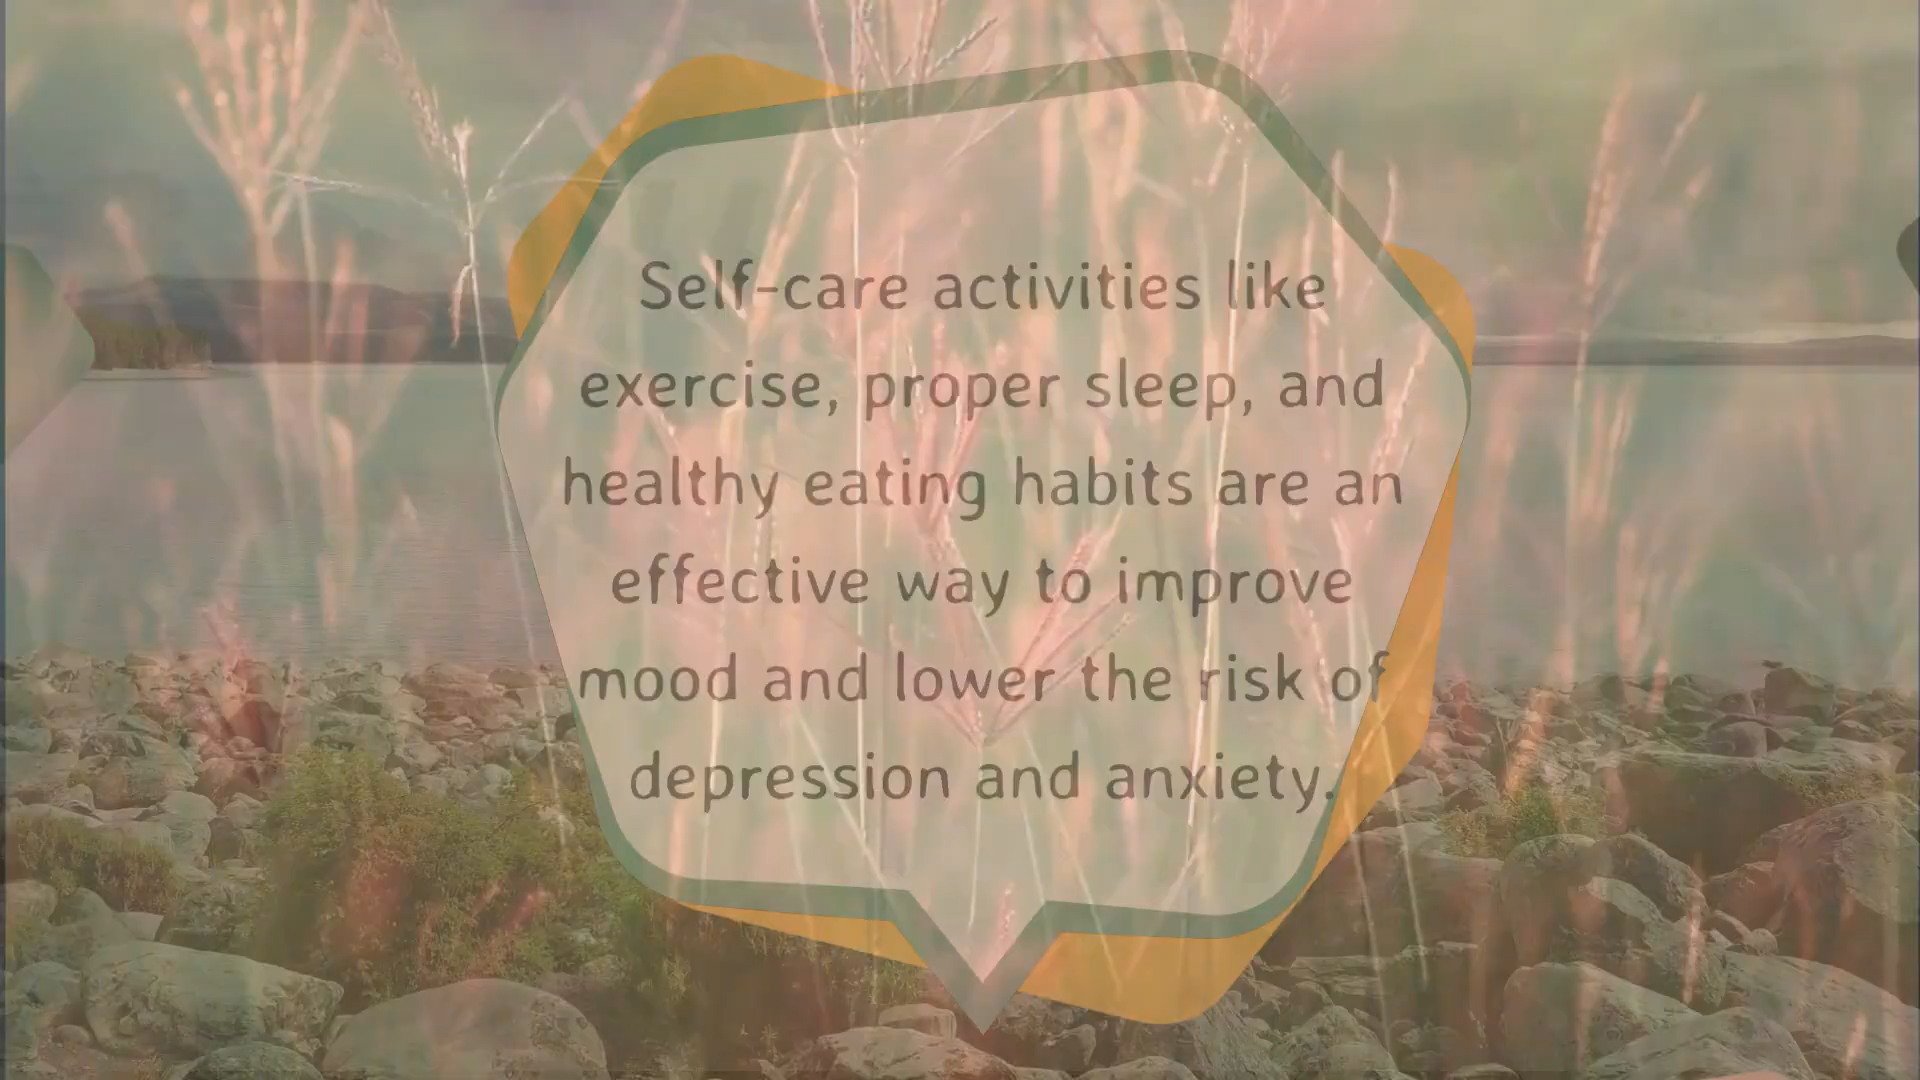 Self-care activities like
exercise, proper sleep, and
healthy eating habits are an
effective way to improve
mood and lower the risk of
depression and anxiety.